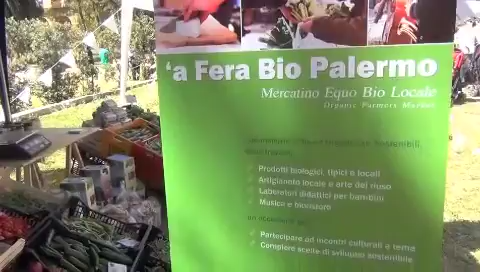 'a Fera Bio Palermo
Mercatino Equo Bio Locale
Organic Farmers Market
Prodotti biologici, tipici e locali
Artigianato locale e arte del riuso
Laboratori didattici per bambini
Musica e
Partecipare ad incontri culturali a tema
Compiere scelte di sviluppo sostenibile